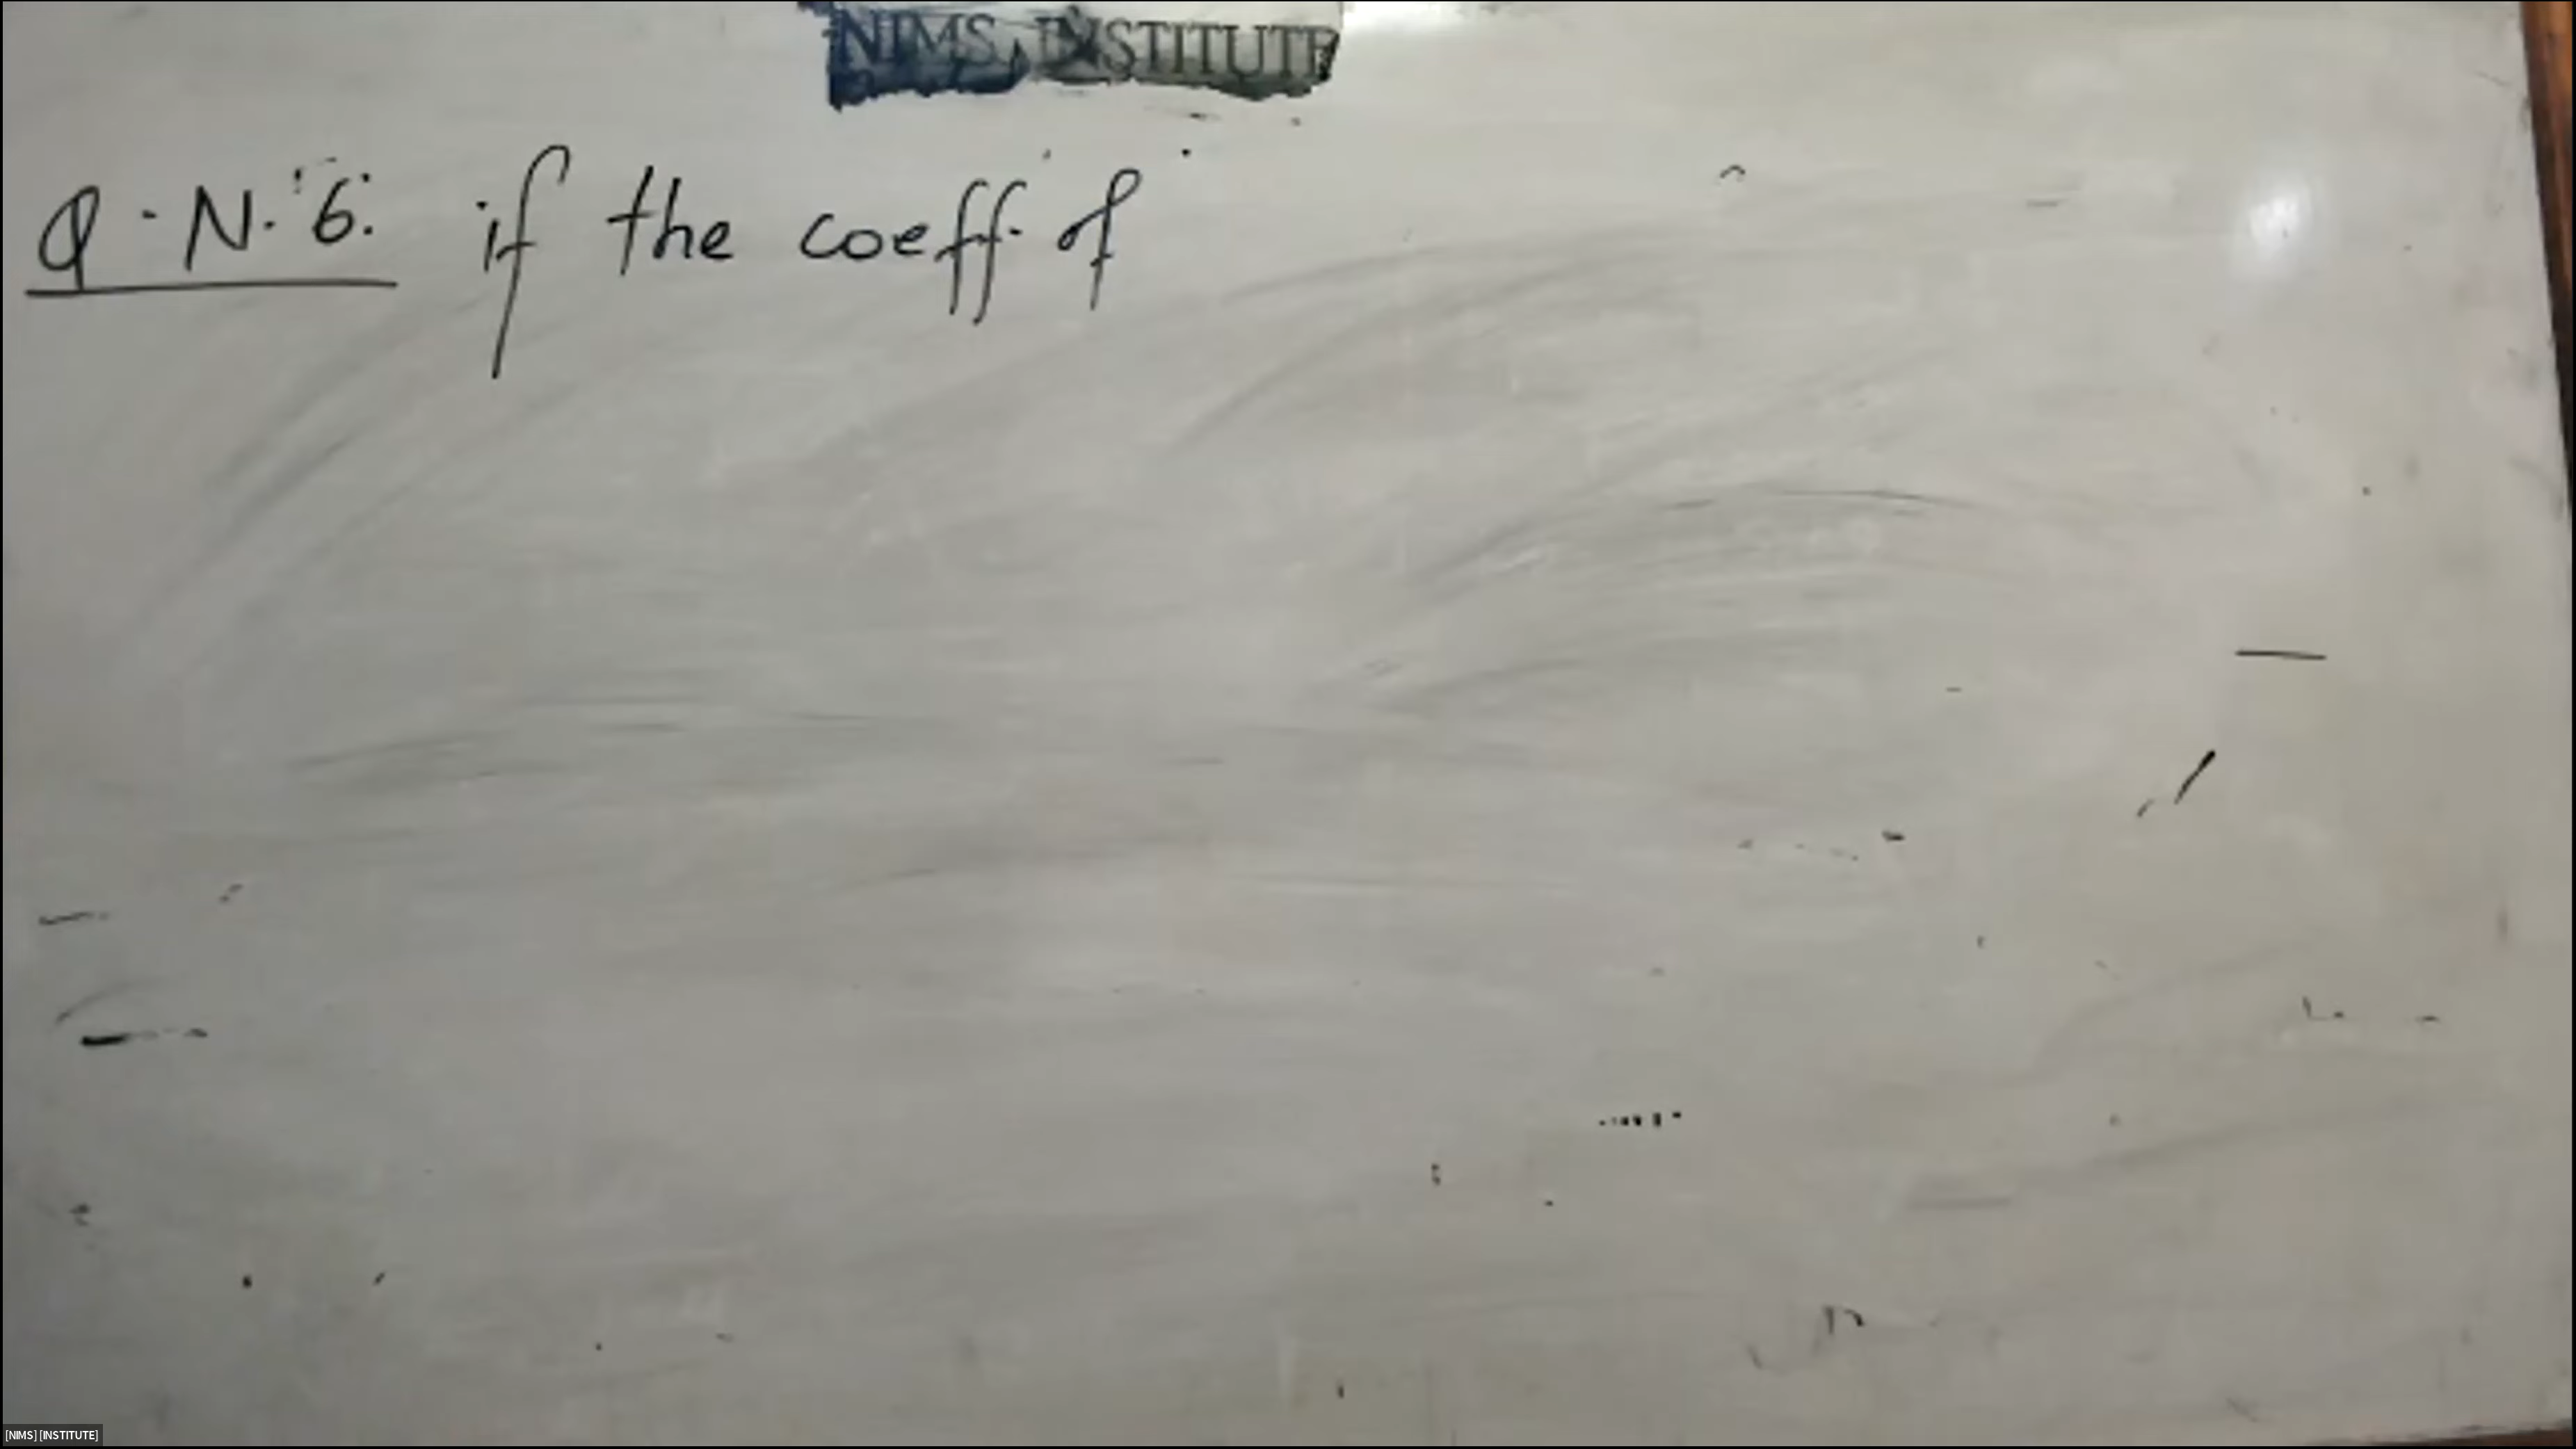 NIMS INSTITUTE
Q.N.6. if the coeff. of
[NIMS] [INSTITUTE]